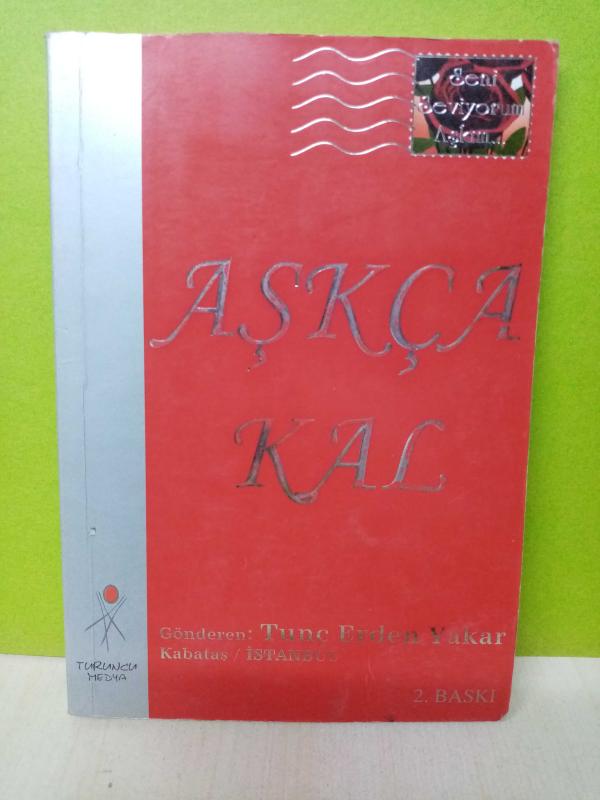 Seni
Seviyorum
Aşkım...
AŞKÇA
KAL
Gönderen: Tunç Erden Yakar
Kabataş / İSTANBUL
2. BASKI
TURUNCU
MEDYA